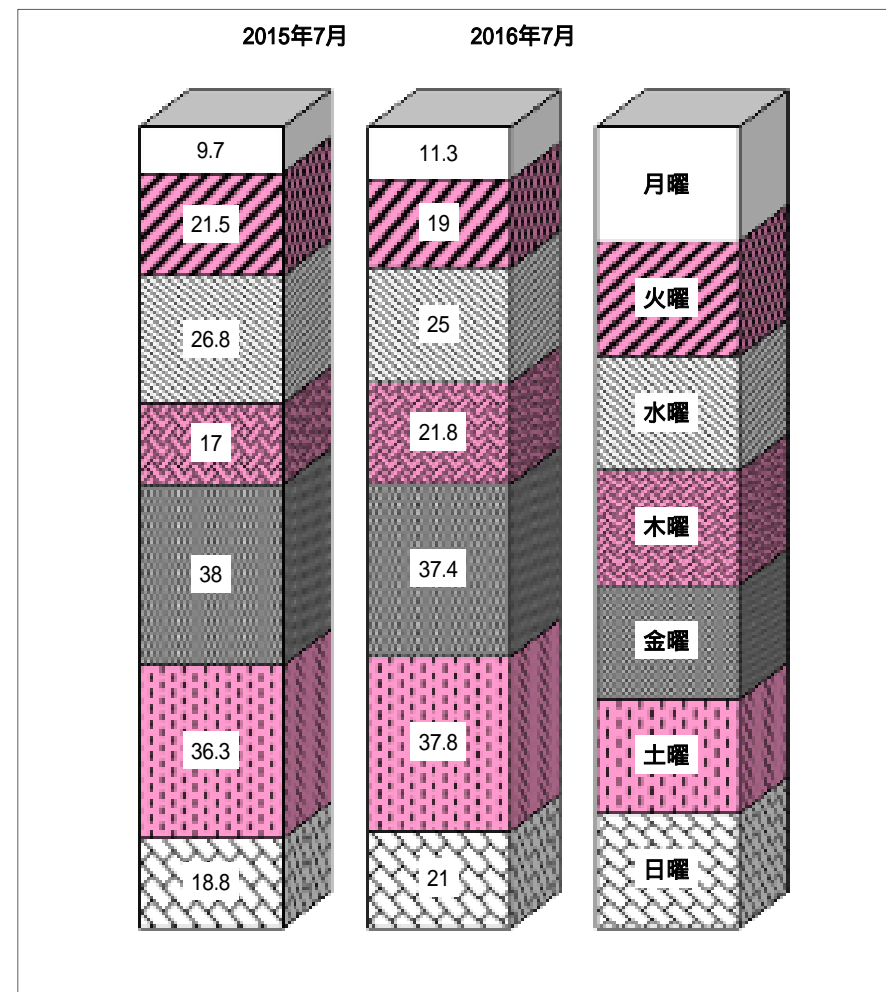 2015年7月 2016年7月
9.7 11.3 月曜
21.5 19 火曜
26.8 25 水曜
17 21.8 木曜
38 37.4 金曜
36.3 37.8 土曜
18.8 21 日曜